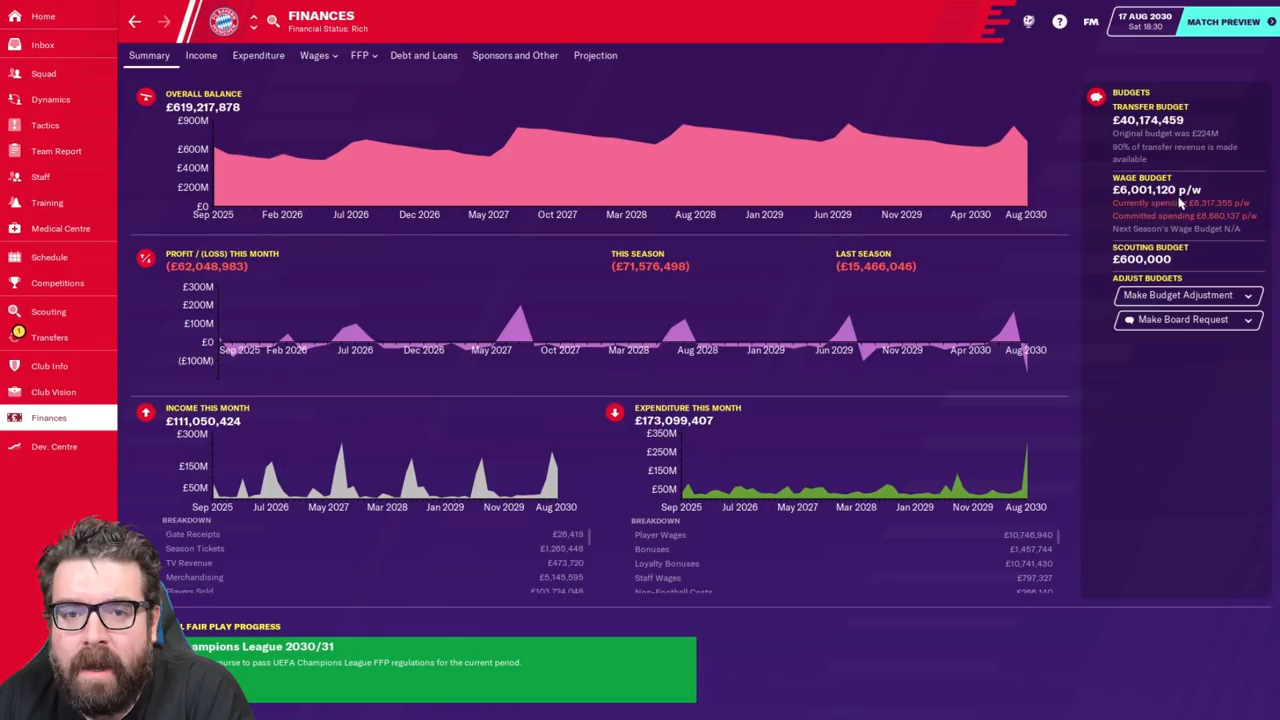 Home
Inbox
Squad
Dynamics
Tactics
Team Report
Staff
Training
Medical Centre
Schedule
Competitions
Scouting
1
Transfers
Club Info
Club Vision
Finances
Dev. Centre
FINANCES
Financial Status: Rich
?
FM
17 AUG 2030
Sat 18:30
MATCH PREVIEW
Summary
Income
Expenditure
Wages
FFP
Debt and Loans
Sponsors and Other
Projection
OVERALL BALANCE
£619,217,878
£900M
£600M
£400M
£200M
£0
Sep 2025 Feb 2026 Jul 2026 Dec 2026 May 2027 Oct 2027 Mar 2028 Aug 2028 Jan 2029 Jun 2029 Nov 2029 Apr 2030 Aug 2030
PROFIT / (LOSS) THIS MONTH
(£62,048,983)
THIS SEASON
(£71,576,498)
LAST SEASON
(£15,466,046)
£300M
£200M
£100M
£0
(£100M)
Sep 2025 Feb 2026 Jul 2026 Dec 2026 May 2027 Oct 2027 Mar 2028 Aug 2028 Jan 2029 Jun 2029 Nov 2029 Apr 2030 Aug 2030
INCOME THIS MONTH
£111,050,424
£300M
£150M
£50M
Sep 2025 Jul 2026 May 2027 Mar 2028 Jan 2029 Nov 2029 Aug 2030
BREAKDOWN
Gate Receipts £26,419
Season Tickets £1,265,448
TV Revenue £473,720
Merchandising £5,145,595
Players Sold £103,724,048
EXPENDITURE THIS MONTH
£173,099,407
£350M
£250M
£150M
£50M
Sep 2025 Jul 2026 May 2027 Mar 2028 Jan 2029 Nov 2029 Aug 2030
BREAKDOWN
Player Wages £10,746,940
Bonuses £1,457,744
Loyalty Bonuses £10,741,430
Staff Wages £797,327
Non-Football Costs £266,140
FAIR PLAY PROGRESS
ampions League 2030/31
ourse to pass UEFA Champions League FFP regulations for the current period.
BUDGETS
TRANSFER BUDGET
£40,174,459
Original budget was £224M
90% of transfer revenue is made
available
WAGE BUDGET
£6,001,120 p/w
Currently spending £6,317,355 p/w
Committed spending £6,680,137 p/w
Next Season's Wage Budget N/A
SCOUTING BUDGET
£600,000
ADJUST BUDGETS
Make Budget Adjustment
Make Board Request